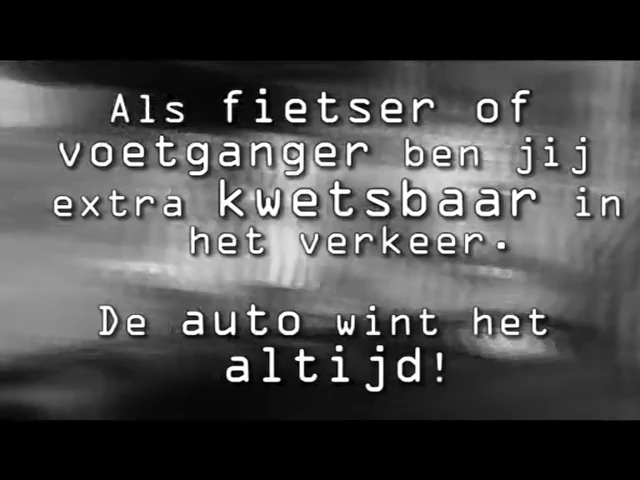 Als fietser of
voetganger ben jij
extra kwetsbaar in
het verkeer.
De auto wint het
altijd!